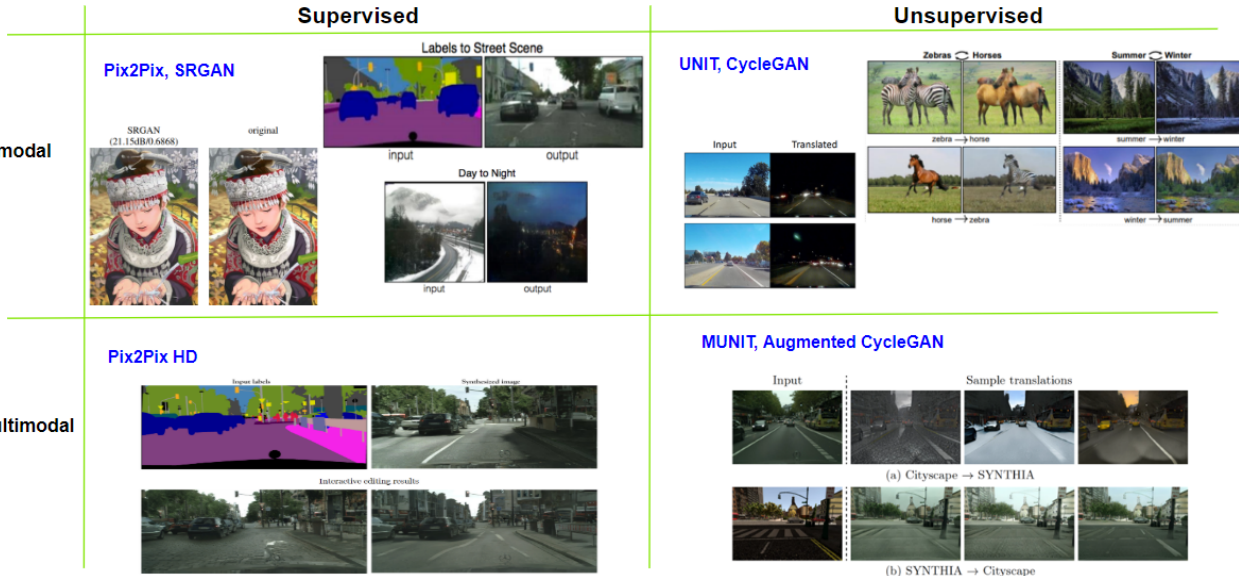 Supervised
Unsupervised
modal
Pix2Pix, SRGAN
Labels to Street Scene
input
output
SRGAN
(21.15dB/0.6868)
original
Day to Night
input
output
UNIT, CycleGAN
Zebras Horses
zebra → horse
horse → zebra
Summer Winter
summer → winter
winter → summer
Input Translated
ultimodal
Pix2Pix HD
Input labels
Synthesized image
Interactive editing results
MUNIT, Augmented CycleGAN
Input
Sample translations
(a) Cityscape → SYNTHIA
(b) SYNTHIA → Cityscape